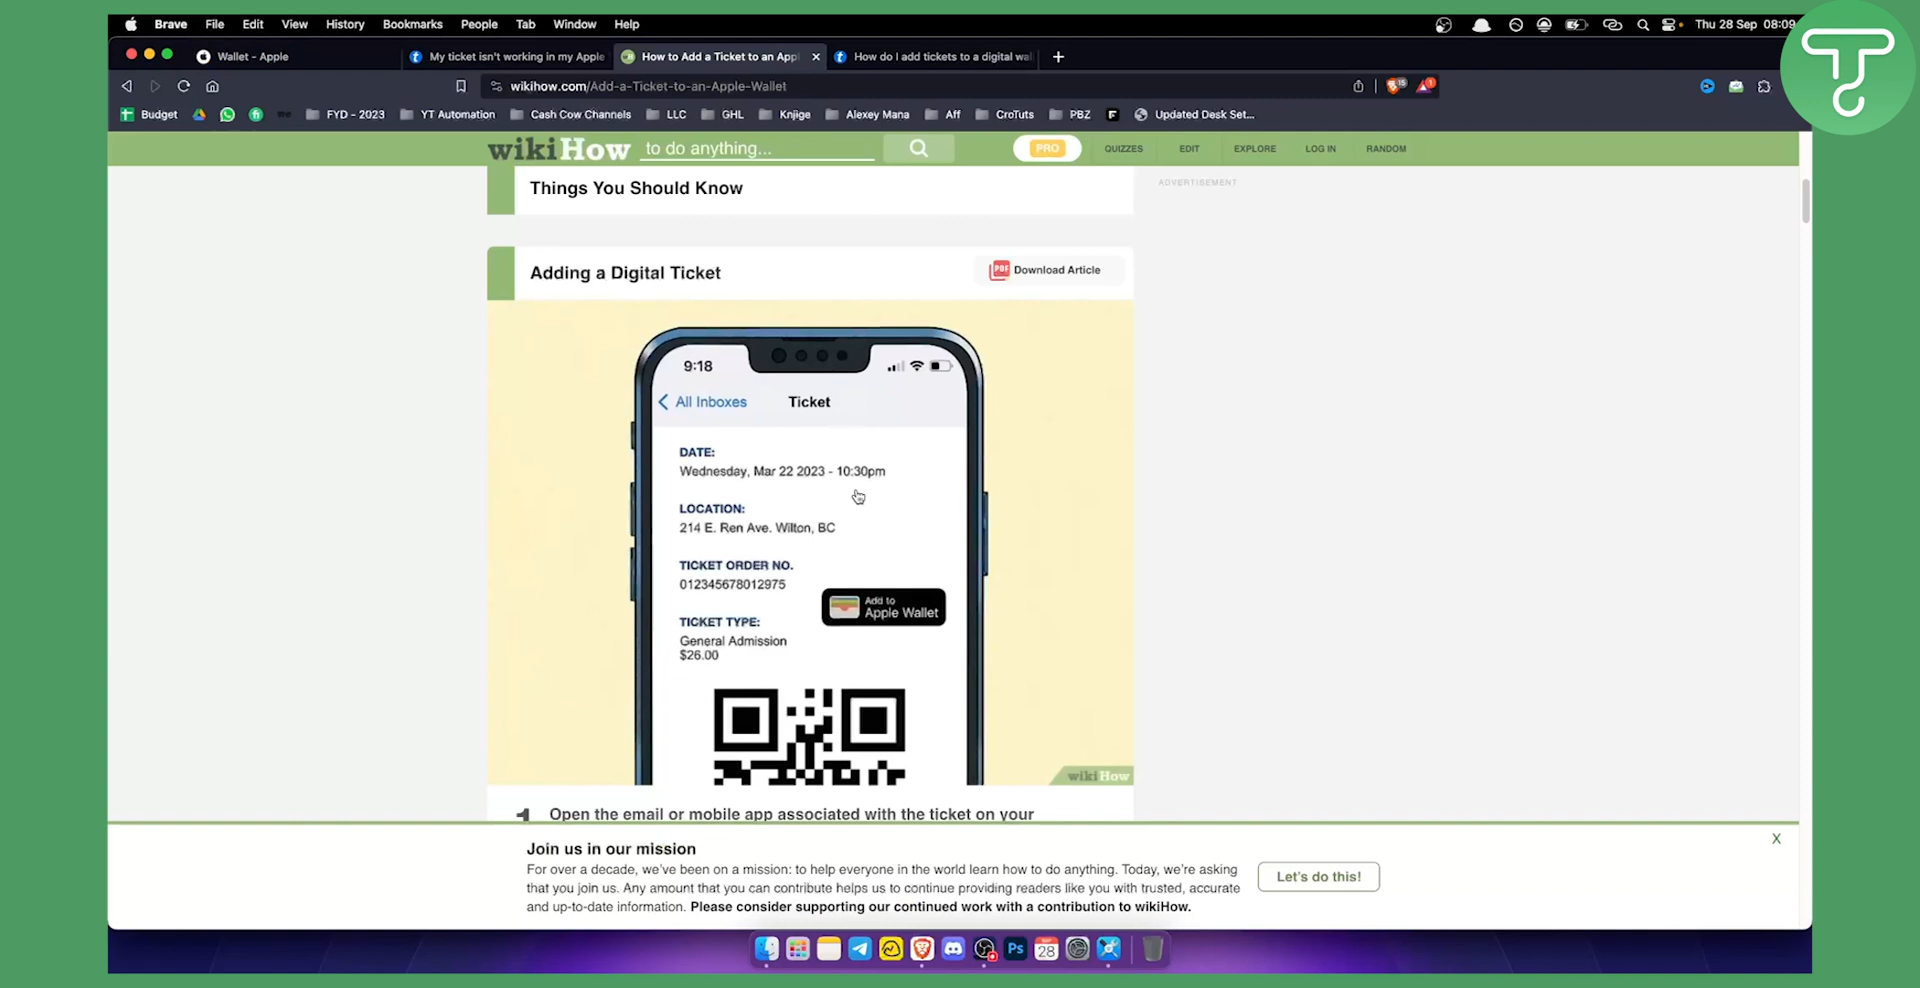 Brave File Edit View History Bookmarks People Tab Window Help Thu 28 Sep 08:09
Wallet – Apple
My ticket isn't working in my Apple
How to Add a Ticket to an Appl
How do I add tickets to a digital wal
wikihow.com/Add-a-Ticket-to-an-Apple-Wallet
15
1
Budget FYD - 2023 YT Automation Cash Cow Channels LLC GHL Knjige Alexey Mana Aff CroTuts PBZ Updated Desk Set...
wikiHow to do anything... PRO QUIZZES EDIT EXPLORE LOG IN RANDOM
Things You Should Know
ADVERTISEMENT
Adding a Digital Ticket
PDF Download Article
9:18
All Inboxes Ticket
DATE:
Wednesday, Mar 22 2023 - 10:30pm
LOCATION:
214 E. Ren Ave. Wilton, BC
TICKET ORDER NO.
012345678012975
Add to
Apple Wallet
TICKET TYPE:
General Admission
$26.00
wikiHow
Open the email or mobile app associated with the ticket on your
Join us in our mission
For over a decade, we've been on a mission: to help everyone in the world learn how to do anything. Today, we're asking
that you join us. Any amount that you can contribute helps us to continue providing readers like you with trusted, accurate
and up-to-date information. Please consider supporting our continued work with a contribution to wikiHow.
Let's do this!
X
Ps
28